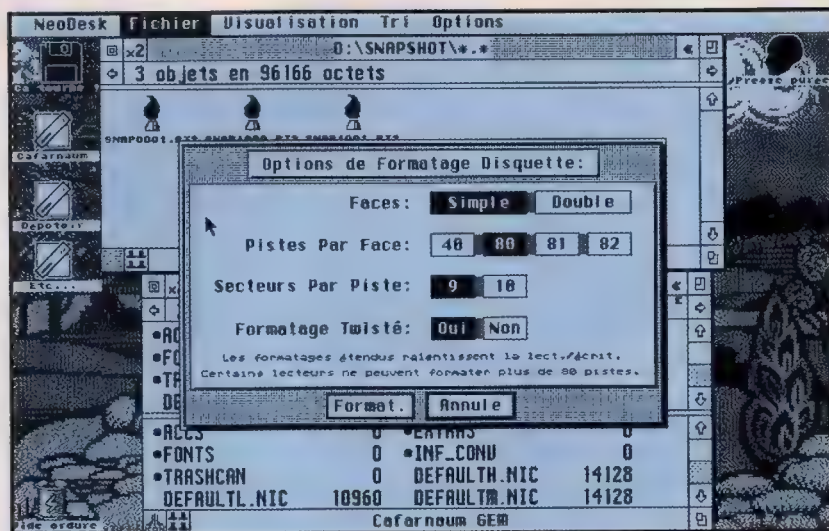 NeoDesk Fichier Visualisation Tri Options
x2 D:\SNAPSHOT\*.*
3 objets en 96166 octets
Cafarnaum
Depotoir
Etc...
Options de Formatage Disquette:
Faces: Simple Double
Pistes Par Face: 40 80 81 82
Secteurs Par Piste: 9 10
Formatage Twisté: Oui Non
Les formatages étendus ralentissent la lect./écrit.
Certains lecteurs ne peuvent formater plus de 80 pistes.
Format. Annule
ACCS 0 EXTRAS 0
FONTS 0 INF_CONV 0
TRASHCAN 0 DEFAULTH.NIC 14128
DEFAULTL.NIC 10960 DEFAULTM.NIC 14128
Cafarnaum GEM